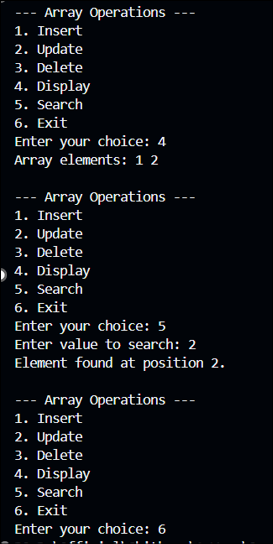 --- Array Operations ---
1. Insert
2. Update
3. Delete
4. Display
5. Search
6. Exit
Enter your choice: 4
Array elements: 1 2
--- Array Operations ---
1. Insert
2. Update
3. Delete
4. Display
5. Search
6. Exit
Enter your choice: 5
Enter value to search: 2
Element found at position 2.
--- Array Operations ---
1. Insert
2. Update
3. Delete
4. Display
5. Search
6. Exit
Enter your choice: 6